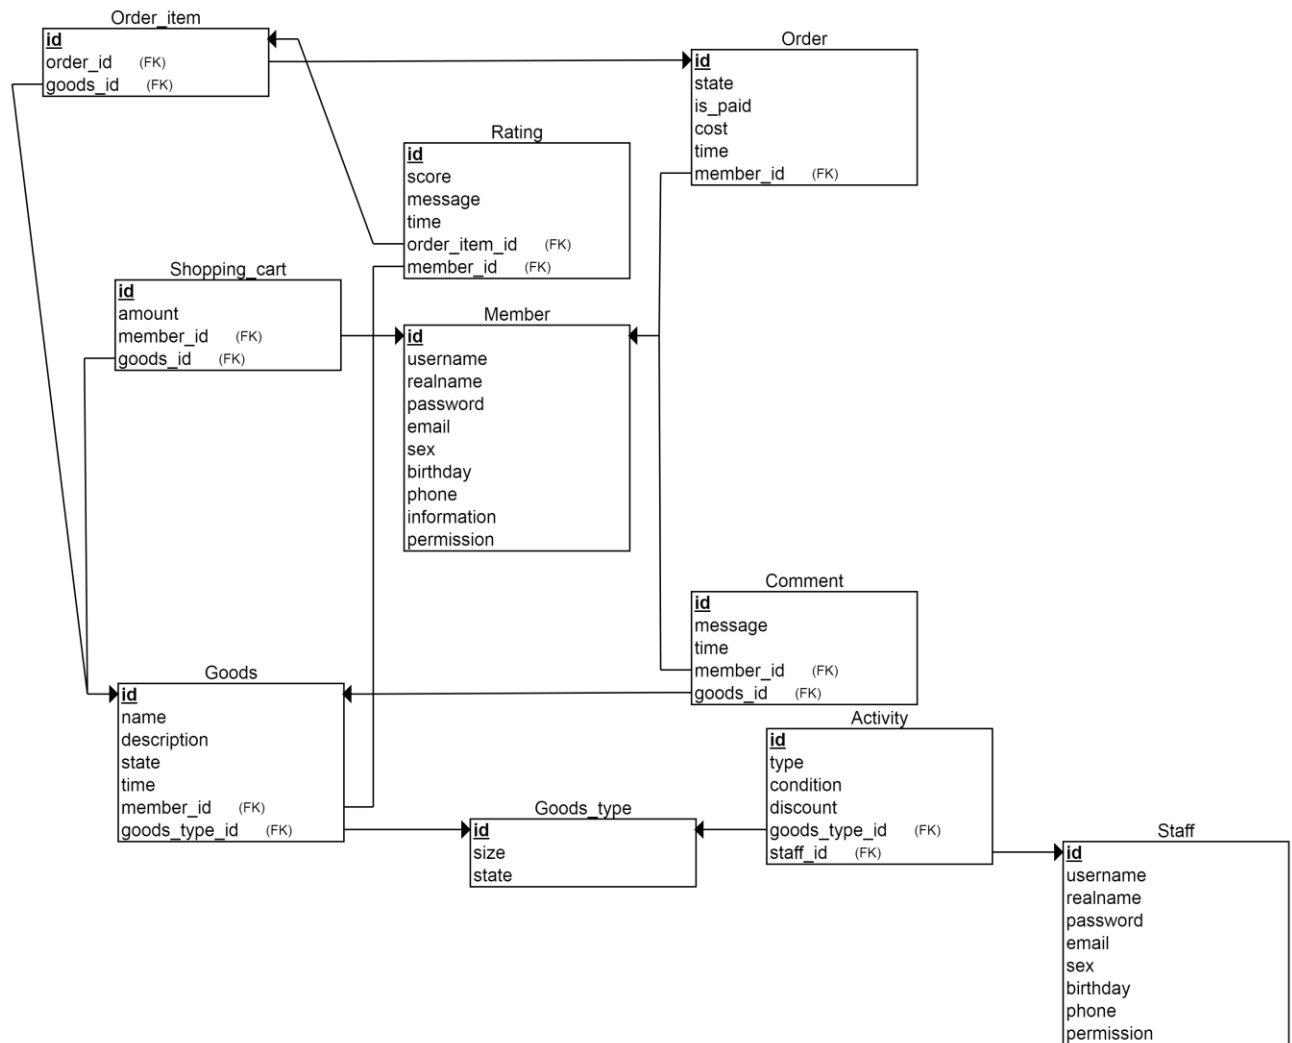 Order_item
id
order_id (FK)
goods_id (FK)
Order
id
state
is_paid
cost
time
member_id (FK)
Rating
id
score
message
time
order_item_id (FK)
member_id (FK)
Shopping_cart
id
amount
member_id (FK)
goods_id (FK)
Member
id
username
realname
password
email
sex
birthday
phone
information
permission
Comment
id
message
time
member_id (FK)
goods_id (FK)
Goods
id
name
description
state
time
member_id (FK)
goods_type_id (FK)
Activity
id
type
condition
discount
goods_type_id (FK)
staff_id (FK)
Goods_type
id
size
state
Staff
id
username
realname
password
email
sex
birthday
phone
permission